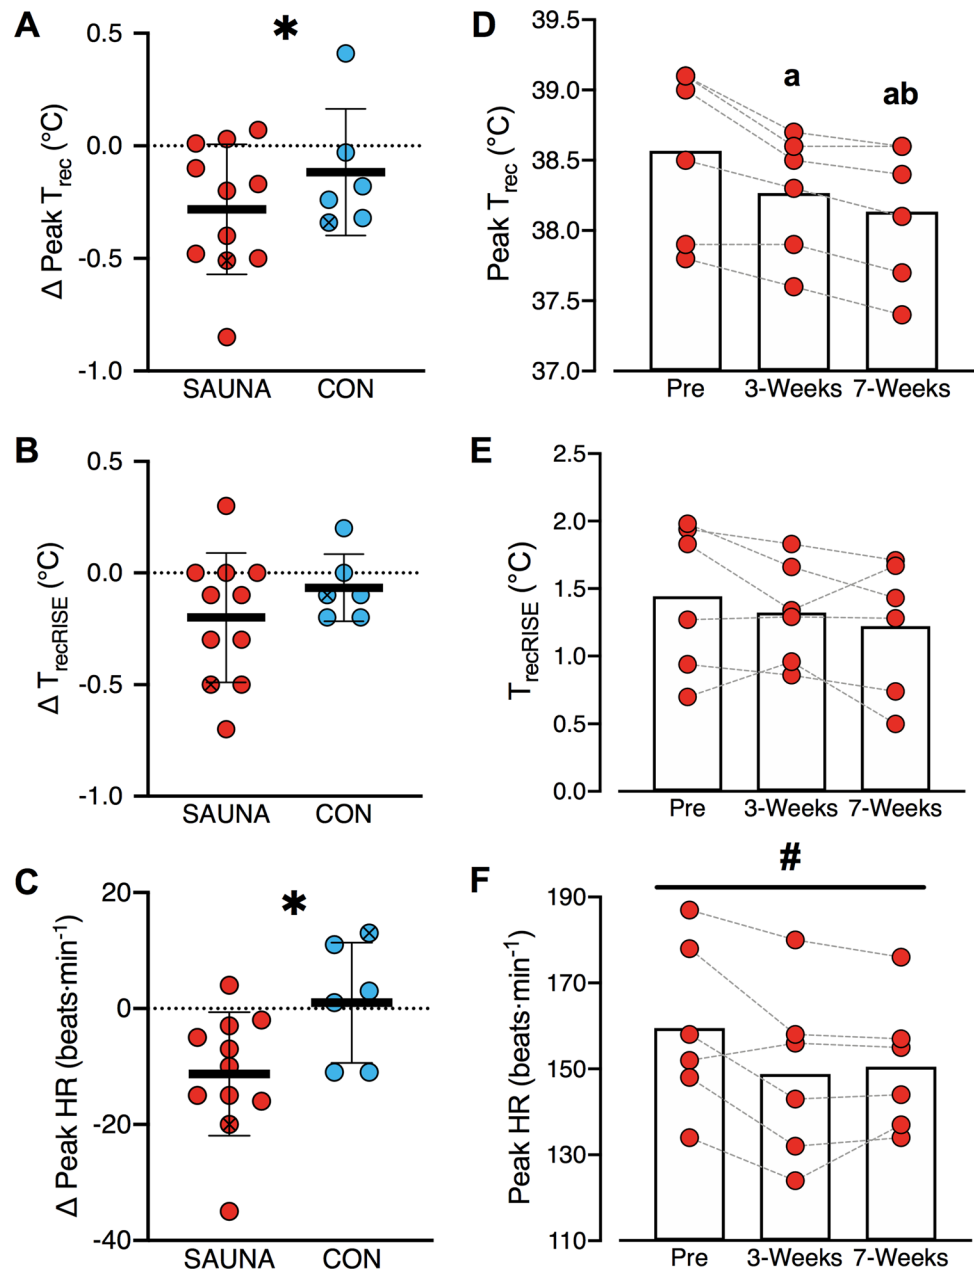 A
✱
0.5
0.0
-0.5
-1.0
Δ Peak Trec (°C)
SAUNA CON
D
39.5
39.0
38.5
38.0
37.5
37.0
Peak Trec (°C)
a
ab
Pre 3-Weeks 7-Weeks
B
0.5
0.0
-0.5
-1.0
Δ TrecRISE (°C)
SAUNA CON
E
2.5
2.0
1.5
1.0
0.5
0.0
TrecRISE (°C)
Pre 3-Weeks 7-Weeks
C
✱
20
0
-20
-40
Δ Peak HR (beats·min-1)
SAUNA CON
F
#
190
170
150
130
110
Peak HR (beats·min-1)
Pre 3-Weeks 7-Weeks